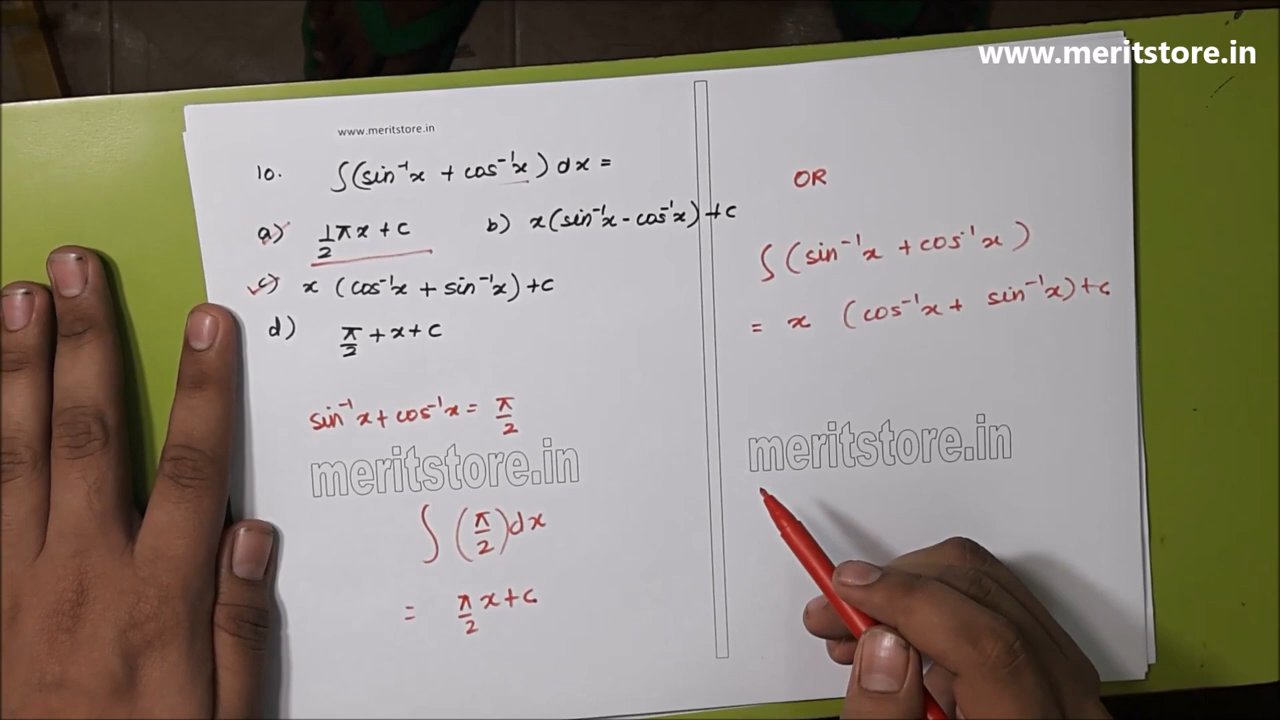 www.meritstore.in
www.meritstore.in
10. ∫(sin⁻¹x + cos⁻¹x) dx =
a) 1/2 πx + c b) x(sin⁻¹x - cos⁻¹x) + c
c) x (cos⁻¹x + sin⁻¹x) + c
d) π/2 + x + c
sin⁻¹x + cos⁻¹x = π/2
meritstore.in
∫(π/2)dx
= π/2 x + c
OR
∫(sin⁻¹x + cos⁻¹x)
= x (cos⁻¹x + sin⁻¹x) + c
meritstore.in